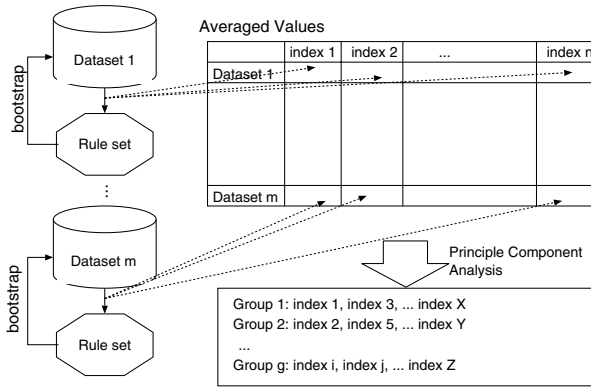 Averaged Values
index 1 index 2 ... index n
Dataset 1
Dataset m
Dataset 1
bootstrap
Rule set
...
Dataset m
bootstrap
Rule set
Principle Component
Analysis
Group 1: index 1, index 3, ... index X
Group 2: index 2, index 5, ... index Y
...
Group g: index i, index j, ... index Z